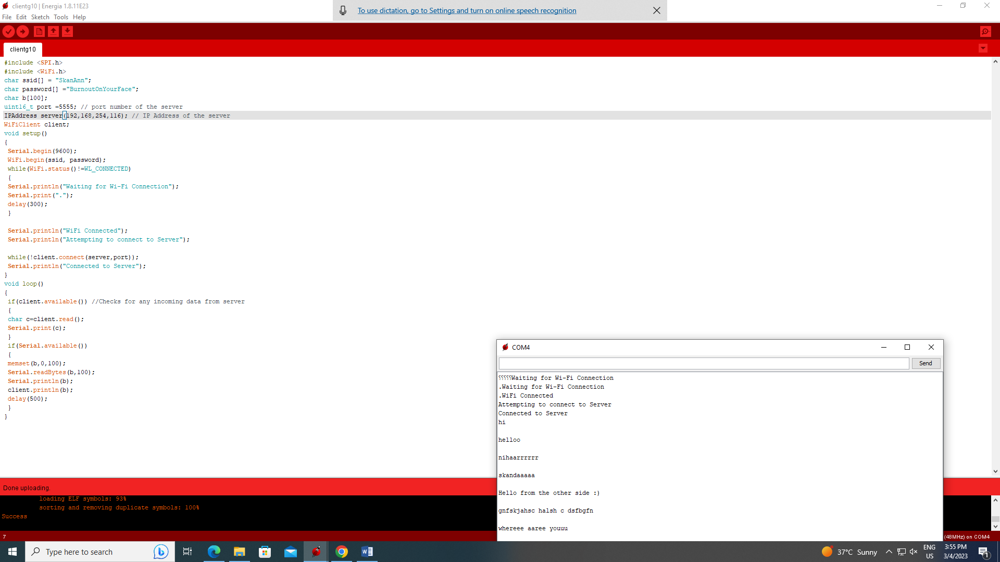 clientg10 | Energia 1.8.11E23
To use dictation, go to Settings and turn on online speech recognition
File Edit Sketch Tools Help
clientg10
#include <SPI.h>
#include <WiFi.h>
char ssid[] = "SkanAnn";
char password[] ="BurnoutOnYourFace";
char b[100];
uint16_t port =5555; // port number of the server
IPAddress server(192,168,254,116); // IP Address of the server
WiFiClient client;
void setup()
{
Serial.begin(9600);
WiFi.begin(ssid, password);
while(WiFi.status()!=WL_CONNECTED)
{
Serial.println("Waiting for Wi-Fi Connection");
Serial.print(".");
delay(300);
}
Serial.println("WiFi Connected");
Serial.println("Attempting to connect to Server");
while(!client.connect(server,port));
Serial.println("Connected to Server");
}
void loop()
{
if(client.available()) //Checks for any incoming data from server
{
char c=client.read();
Serial.print(c);
}
if(Serial.available())
{
memset(b,0,100);
Serial.readBytes(b,100);
Serial.println(b);
client.println(b);
delay(500);
}
}
COM4
Send
⸮⸮⸮⸮⸮Waiting for Wi-Fi Connection
.Waiting for Wi-Fi Connection
.WiFi Connected
Attempting to connect to Server
Connected to Server
hi
helloo
nihaarrrrrr
skandaaaaa
Hello from the other side :)
gnfskjahsc halsh c dsfbgfn
whereee aaree youuu
Done uploading.
loading ELF symbols: 93%
sorting and removing duplicate symbols: 100%
Success
7
(48MHz) on COM4
Type here to search
37°C Sunny
ENG
US
3:55 PM
3/4/2023
1